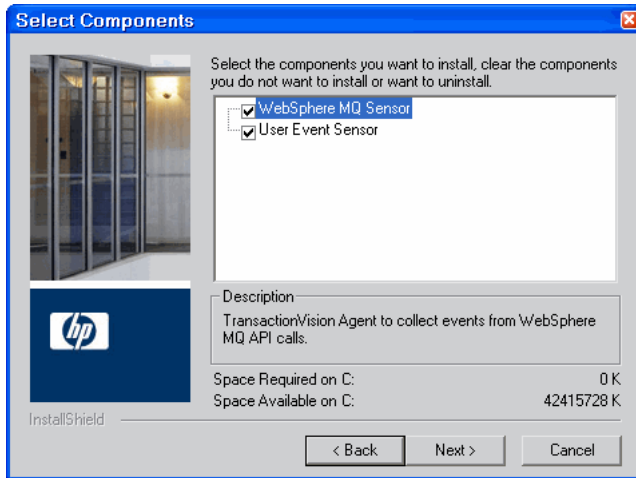 Select Components
Select the components you want to install, clear the components
you do not want to install or want to uninstall.
WebSphere MQ Sensor
User Event Sensor
Description
TransactionVision Agent to collect events from WebSphere
MQ API calls.
hp
Space Required on C: 0 K
Space Available on C: 42415728 K
InstallShield
< Back Next > Cancel